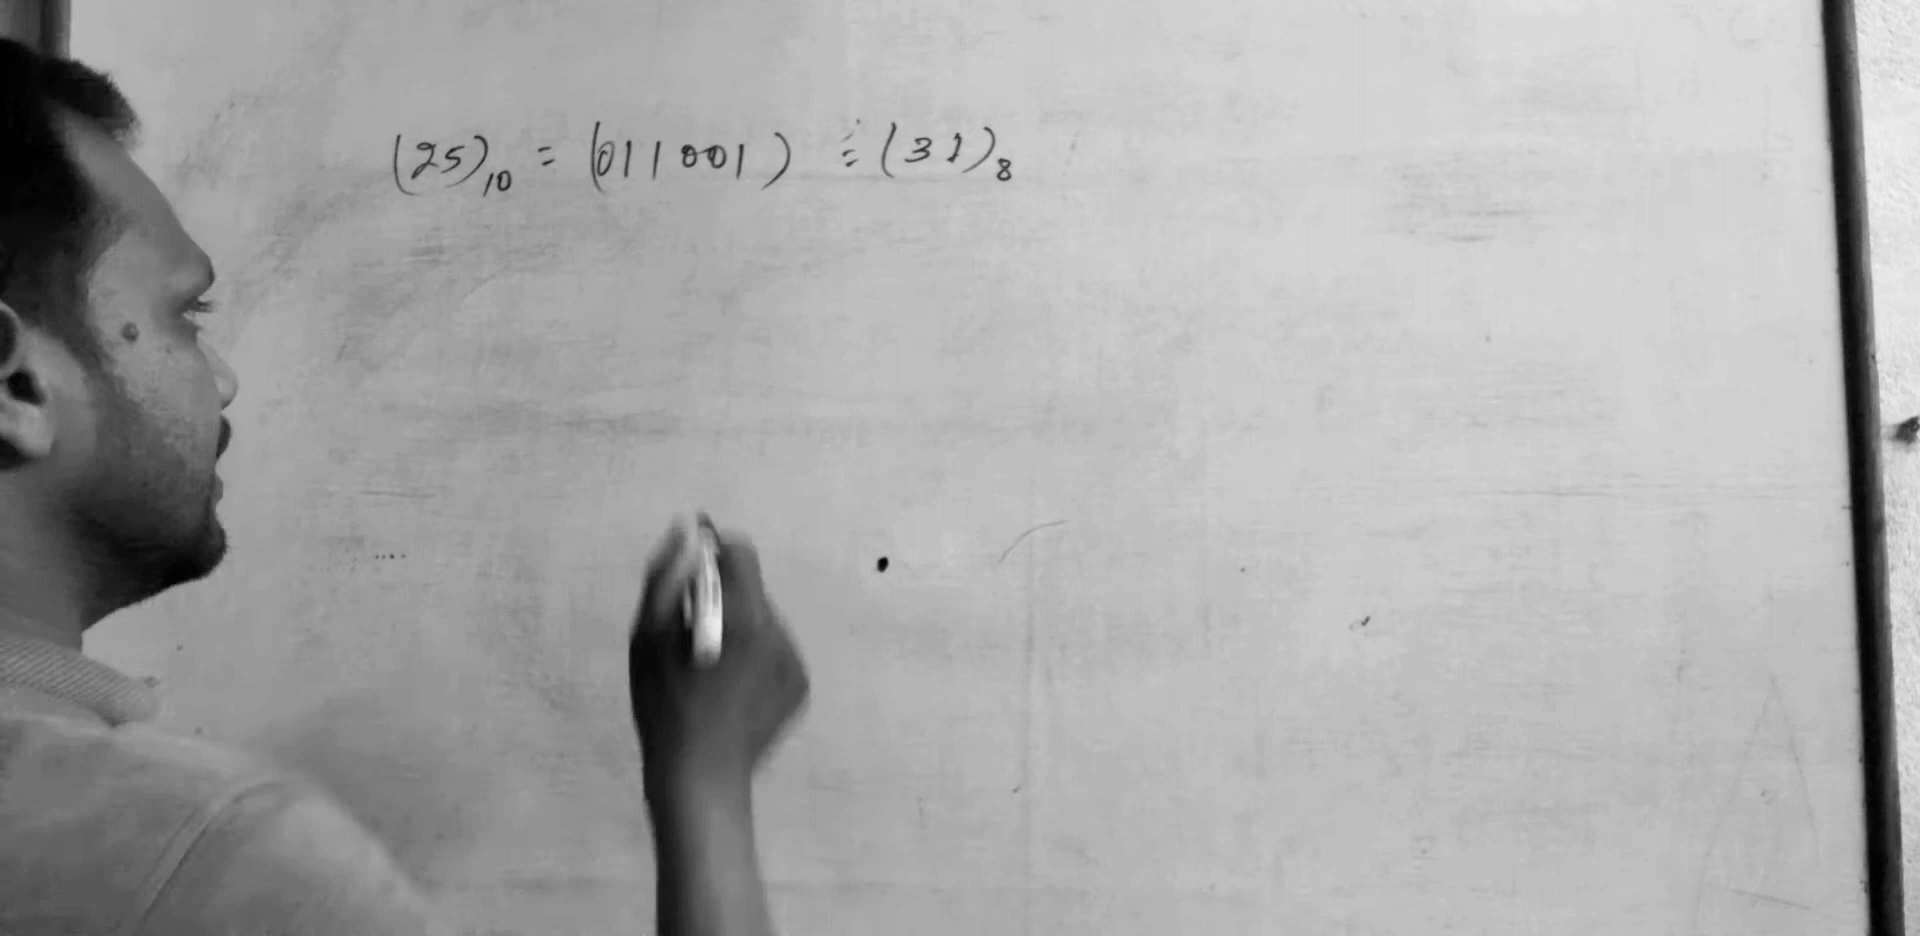 (25)10 = (011001) = (31)8